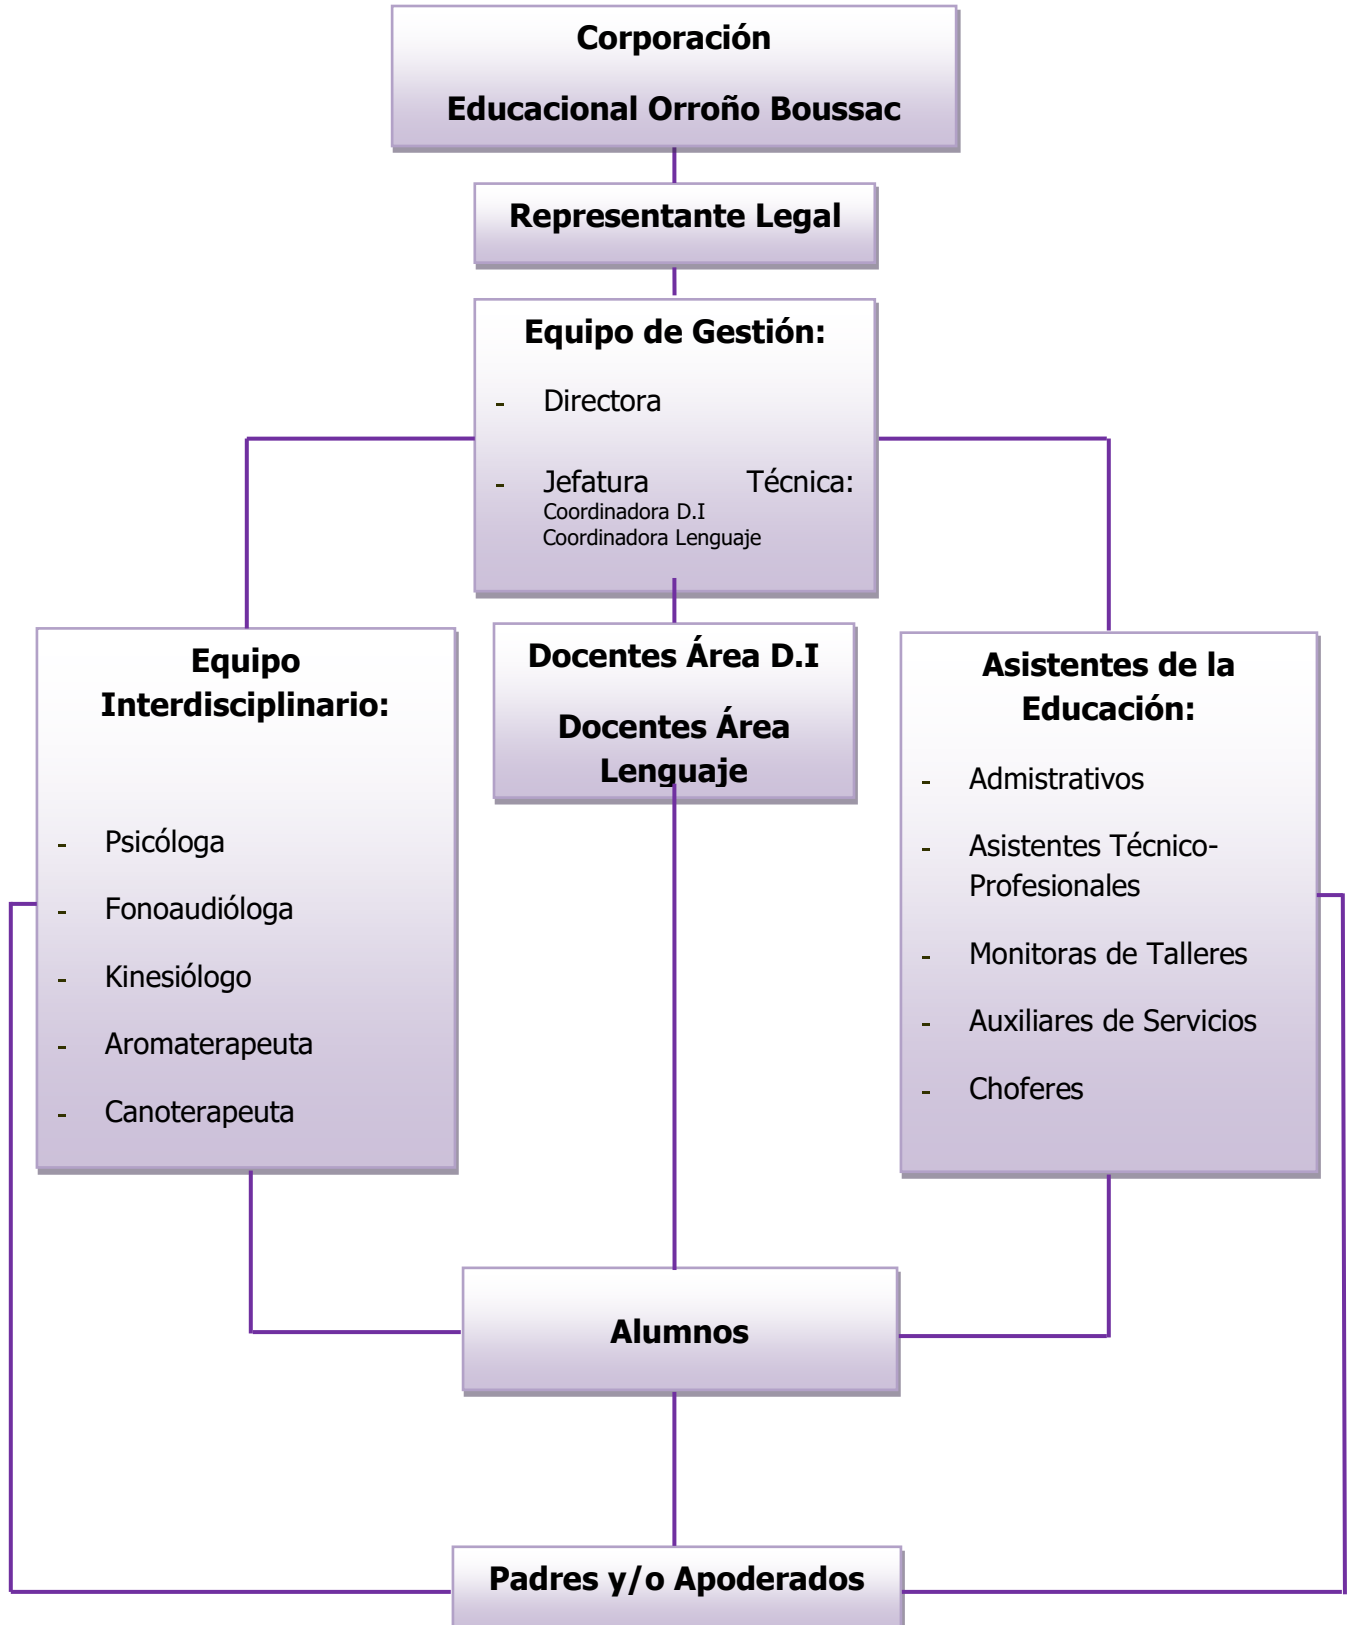 Corporación
Educacional Orroño Boussac
Representante Legal
Equipo de Gestión:
- Directora
- Jefatura Técnica:
Coordinadora D.I
Coordinadora Lenguaje
Equipo
Interdisciplinario:
- Psicóloga
- Fonoaudióloga
- Kinesiólogo
- Aromaterapeuta
- Canoterapeuta
Docentes Área D.I
Docentes Área
Lenguaje
Asistentes de la
Educación:
- Admistrativos
- Asistentes Técnico-
Profesionales
- Monitoras de Talleres
- Auxiliares de Servicios
- Choferes
Alumnos
Padres y/o Apoderados